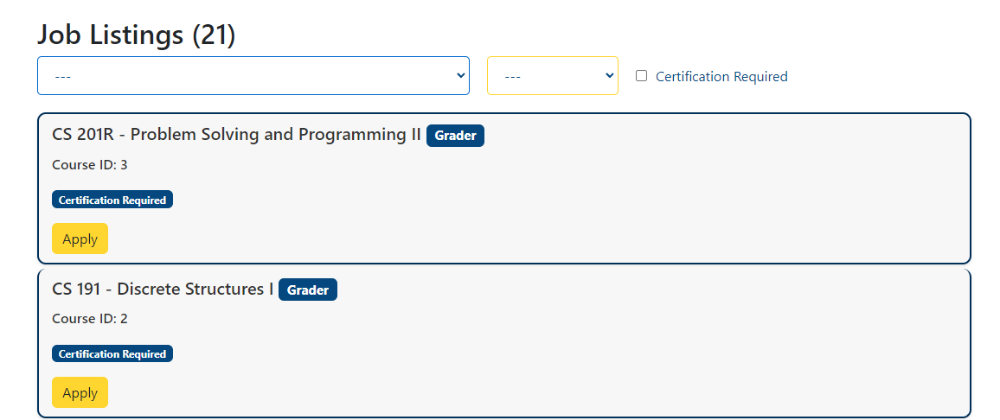 Job Listings (21)
--- --- Certification Required
CS 201R - Problem Solving and Programming II Grader
Course ID: 3
Certification Required
Apply
CS 191 - Discrete Structures I Grader
Course ID: 2
Certification Required
Apply